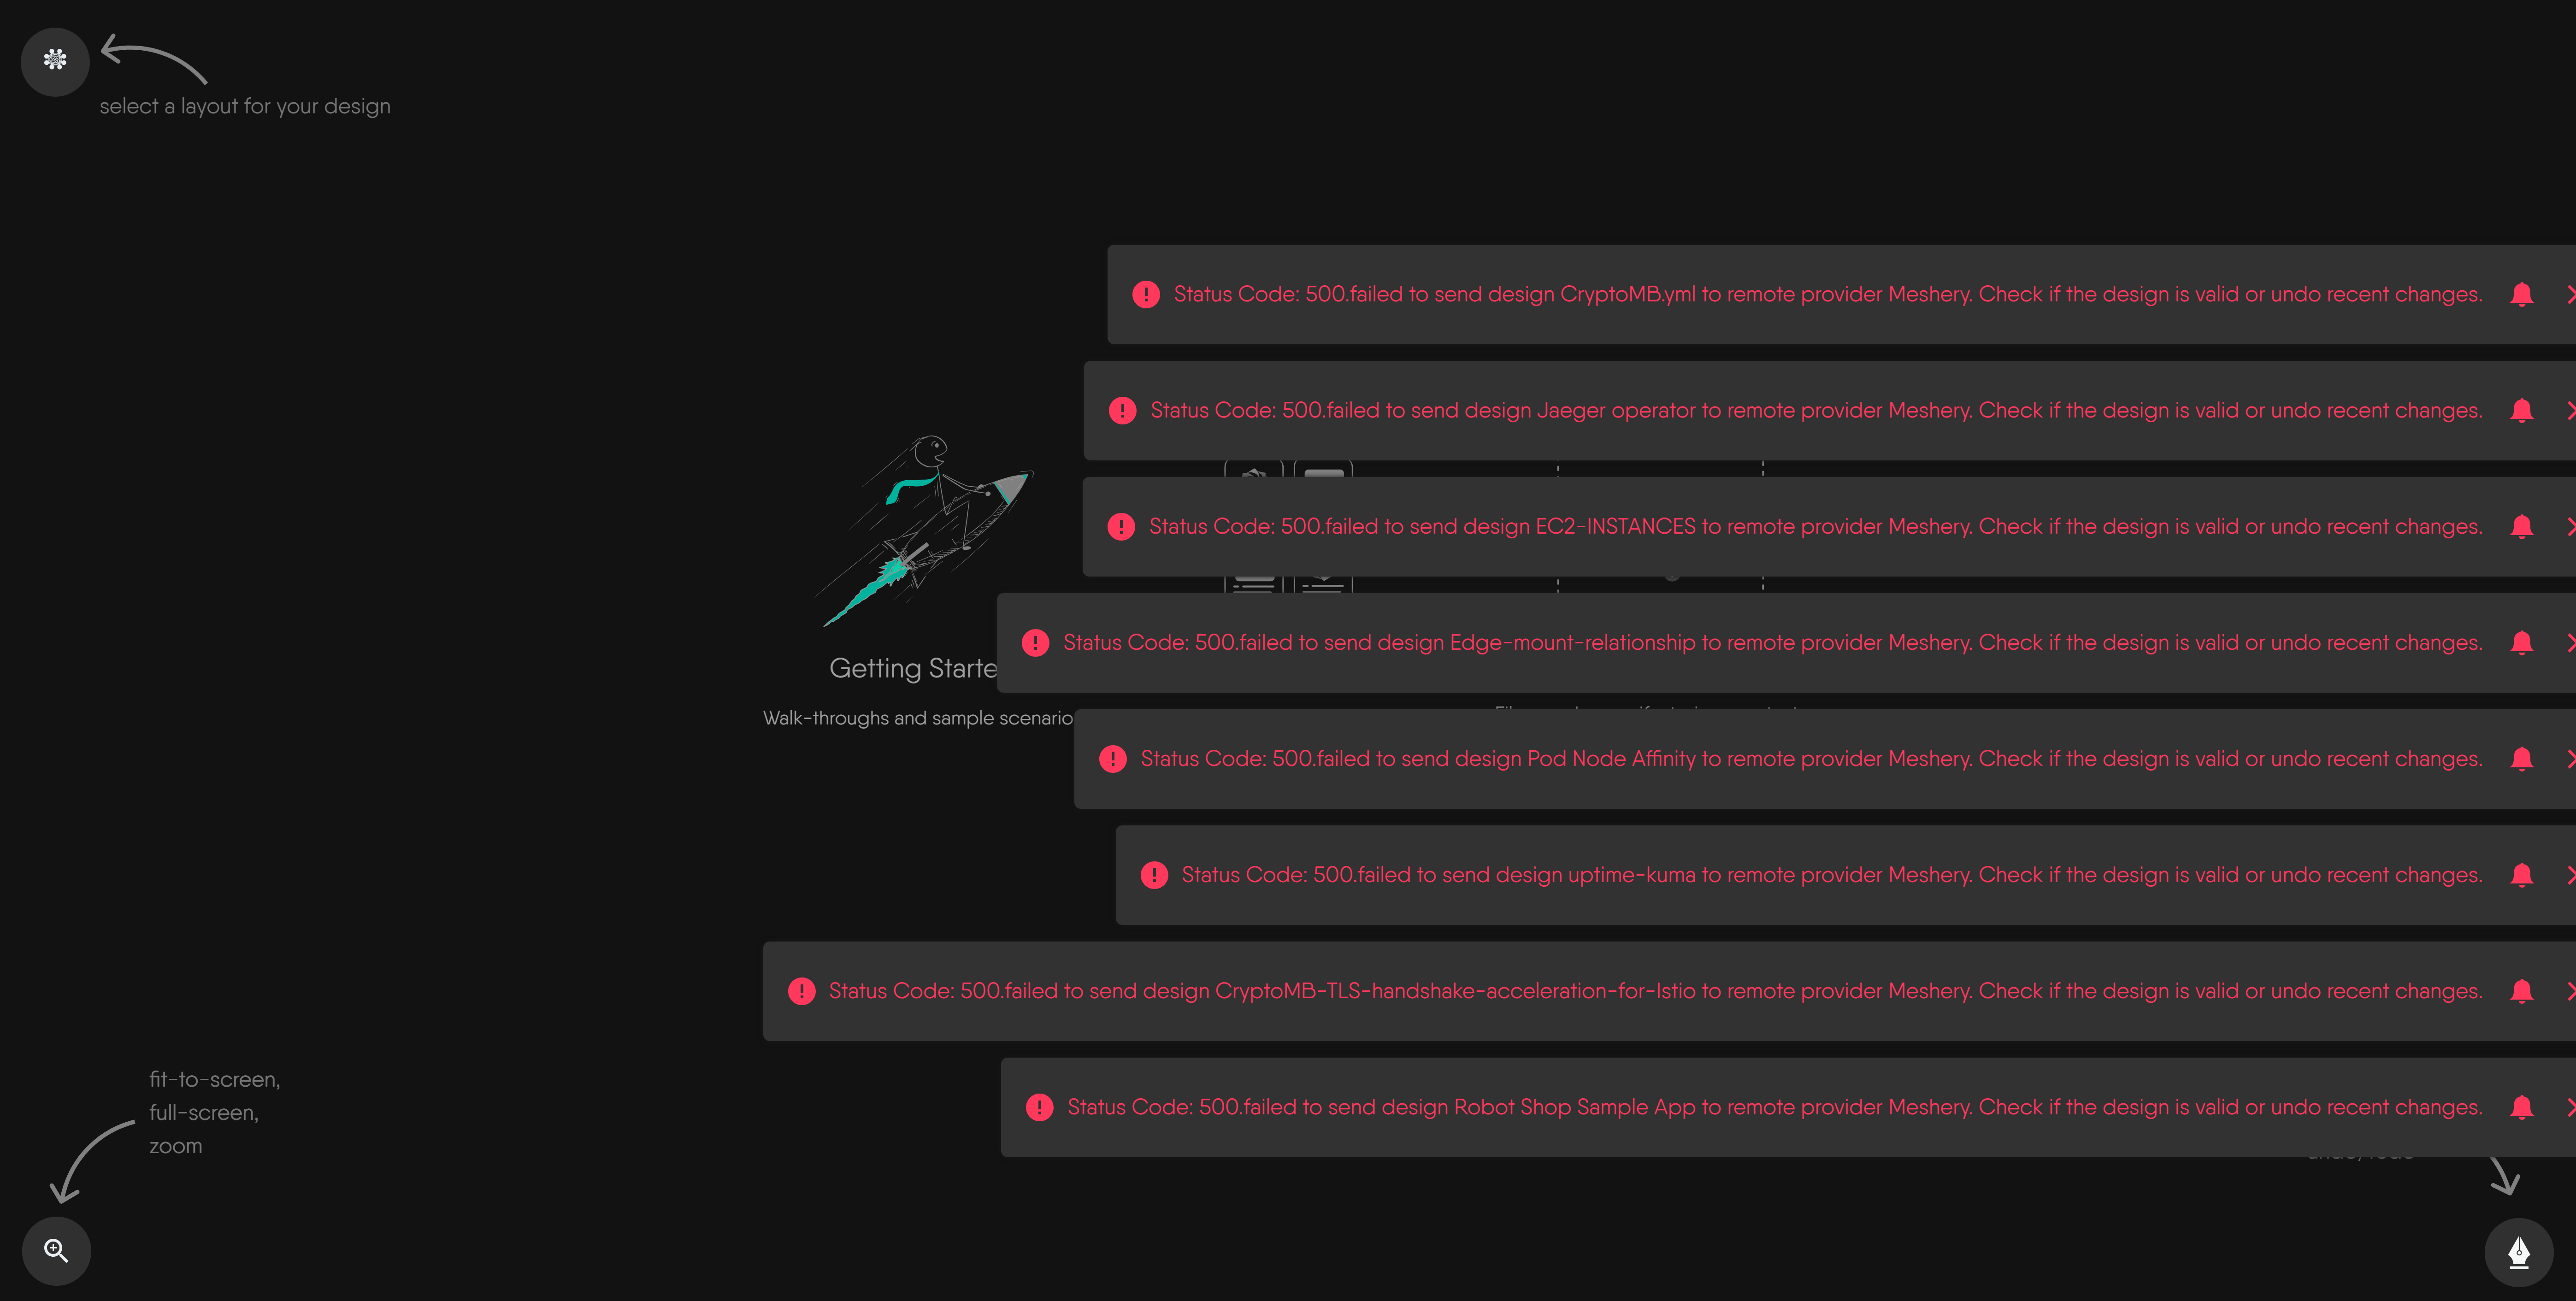 select a layout for your design
Status Code: 500.failed to send design CryptoMB.yml to remote provider Meshery. Check if the design is valid or undo recent changes.
Status Code: 500.failed to send design Jaeger operator to remote provider Meshery. Check if the design is valid or undo recent changes.
Status Code: 500.failed to send design EC2-INSTANCES to remote provider Meshery. Check if the design is valid or undo recent changes.
Status Code: 500.failed to send design Edge-mount-relationship to remote provider Meshery. Check if the design is valid or undo recent changes.
Getting Starte
Walk-throughs and sample scenario
Status Code: 500.failed to send design Pod Node Affinity to remote provider Meshery. Check if the design is valid or undo recent changes.
Status Code: 500.failed to send design uptime-kuma to remote provider Meshery. Check if the design is valid or undo recent changes.
Status Code: 500.failed to send design CryptoMB-TLS-handshake-acceleration-for-Istio to remote provider Meshery. Check if the design is valid or undo recent changes.
Status Code: 500.failed to send design Robot Shop Sample App to remote provider Meshery. Check if the design is valid or undo recent changes.
fit-to-screen,
full-screen,
zoom